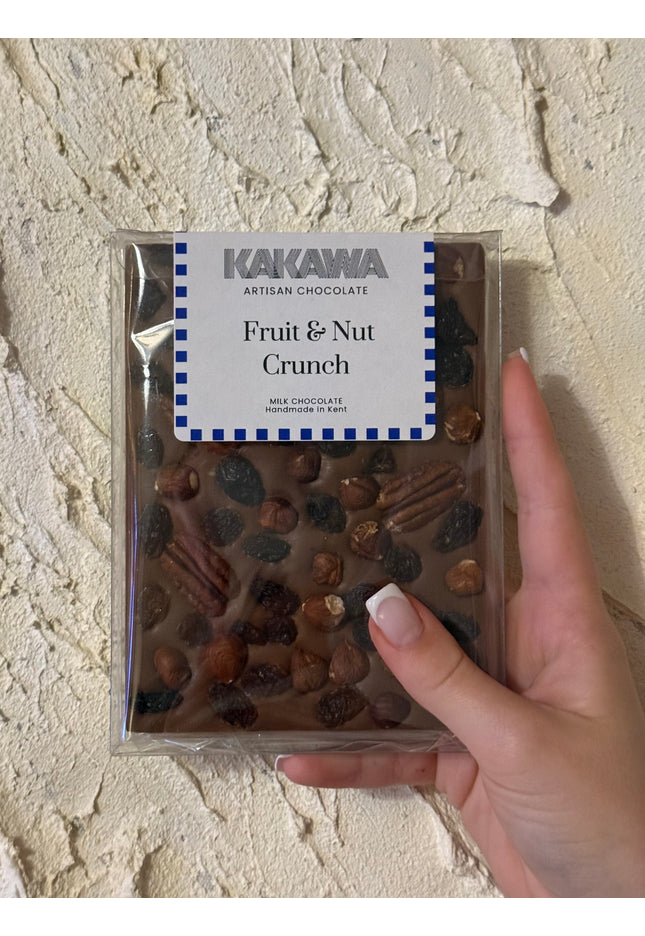 KAKAWA
ARTISAN CHOCOLATE
Fruit & Nut
Crunch
MILK CHOCOLATE
Handmade in Kent